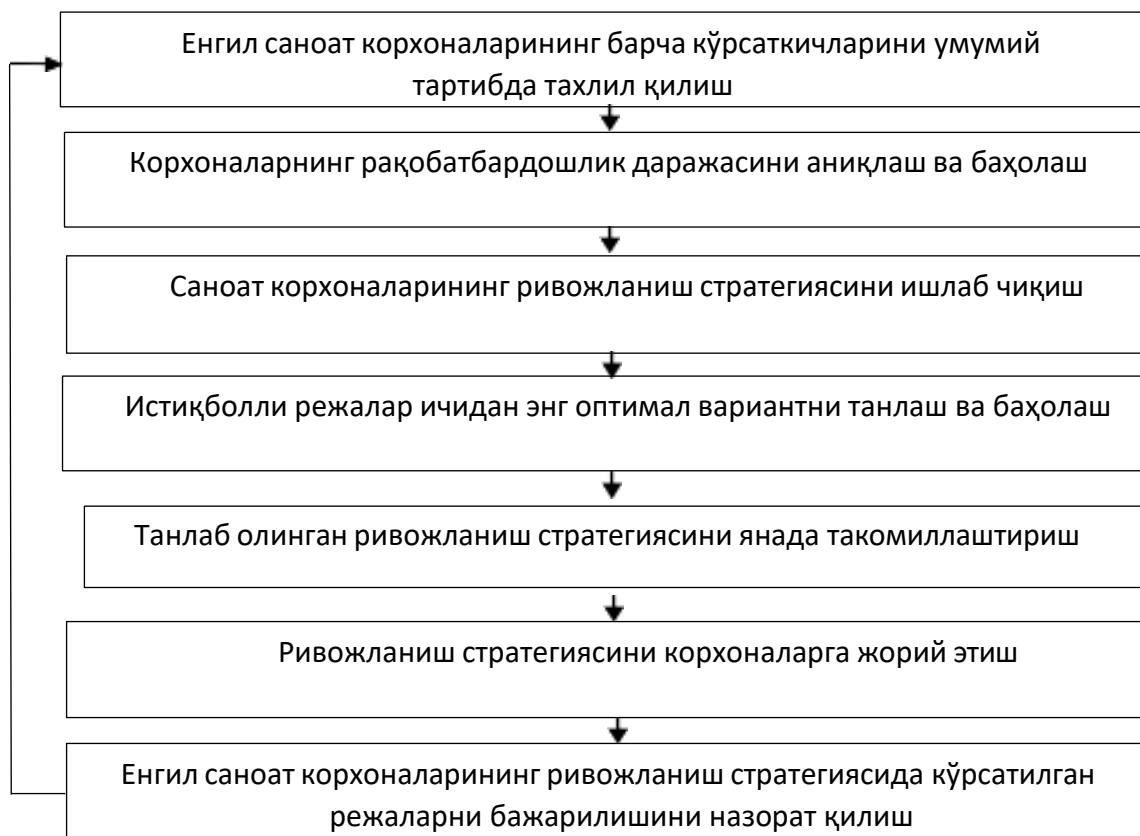 Енгил саноат корхоналарининг барча кўрсаткичларини умумий
тартибда тахлил қилиш
Корхоналарнинг рақобатбардошлик даражасини аниқлаш ва баҳолаш
Саноат корхоналарининг ривожланиш стратегиясини ишлаб чиқиш
Истиқболли режалар ичидан энг оптимал вариантни танлаш ва баҳолаш
Танлаб олинган ривожланиш стратегиясини янада такомиллаштириш
Ривожланиш стратегиясини корхоналарга жорий этиш
Енгил саноат корхоналарининг ривожланиш стратегиясида кўрсатилган
режаларни бажарилишини назорат қилиш